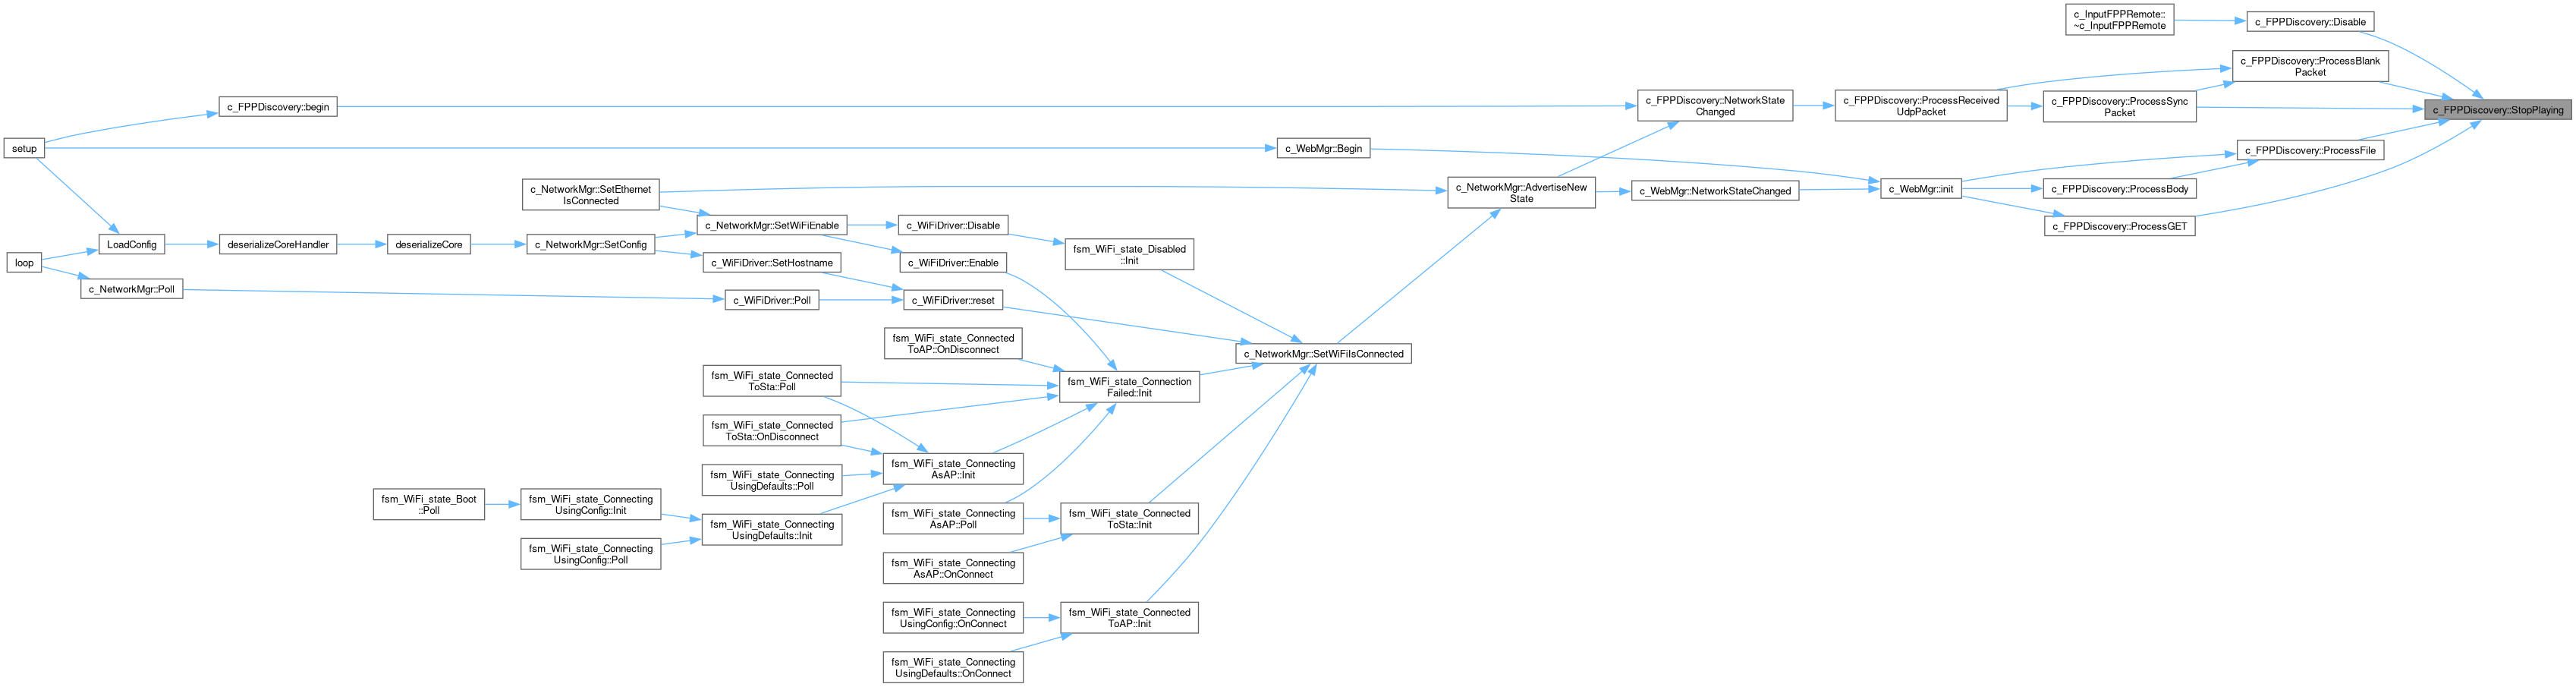 c_InputFPPRemote::
~c_InputFPPRemote
c_FPPDiscovery::Disable
c_FPPDiscovery::ProcessBlank
Packet
c_FPPDiscovery::begin
c_FPPDiscovery::NetworkState
Changed
c_FPPDiscovery::ProcessReceived
UdpPacket
c_FPPDiscovery::ProcessSync
Packet
c_FPPDiscovery::StopPlaying
setup
c_WebMgr::Begin
c_FPPDiscovery::ProcessFile
c_NetworkMgr::SetEthernet
IsConnected
c_NetworkMgr::AdvertiseNew
State
c_WebMgr::NetworkStateChanged
c_WebMgr::init
c_FPPDiscovery::ProcessBody
c_NetworkMgr::SetWiFiEnable
c_WiFiDriver::Disable
c_FPPDiscovery::ProcessGET
LoadConfig
deserializeCoreHandler
deserializeCore
c_NetworkMgr::SetConfig
fsm_WiFi_state_Disabled
::Init
loop
c_WiFiDriver::SetHostname
c_WiFiDriver::Enable
c_NetworkMgr::Poll
c_WiFiDriver::Poll
c_WiFiDriver::reset
fsm_WiFi_state_Connected
ToAP::OnDisconnect
c_NetworkMgr::SetWiFiIsConnected
fsm_WiFi_state_Connected
ToSta::Poll
fsm_WiFi_state_Connection
Failed::Init
fsm_WiFi_state_Connected
ToSta::OnDisconnect
fsm_WiFi_state_Connecting
AsAP::Init
fsm_WiFi_state_Connecting
UsingDefaults::Poll
fsm_WiFi_state_Boot
::Poll
fsm_WiFi_state_Connecting
UsingConfig::Init
fsm_WiFi_state_Connecting
UsingDefaults::Init
fsm_WiFi_state_Connecting
AsAP::Poll
fsm_WiFi_state_Connected
ToSta::Init
fsm_WiFi_state_Connecting
UsingConfig::Poll
fsm_WiFi_state_Connecting
AsAP::OnConnect
fsm_WiFi_state_Connecting
UsingConfig::OnConnect
fsm_WiFi_state_Connected
ToAP::Init
fsm_WiFi_state_Connecting
UsingDefaults::OnConnect